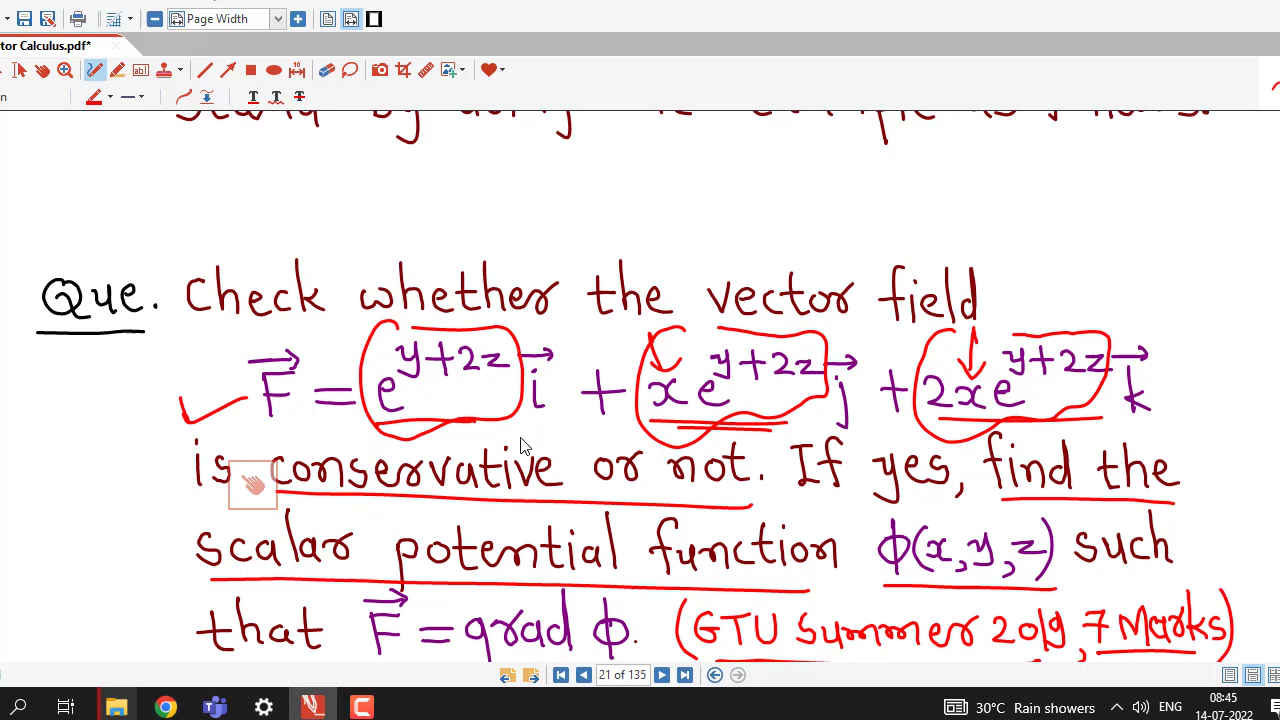 Page Width
tor Calculus.pdf*
Que. Check whether the vector field
F⃗ = e^{y+2z} i⃗ + x e^{y+2z} j⃗ + 2xe^{y+2z} k⃗
is conservative or not. If yes, find the
scalar potential function ϕ(x,y,z) such
that F⃗ = grad ϕ. (GTU Summer 2019, 7 Marks)
21 of 135
30°C Rain showers
ENG
08:45
14-07-2022